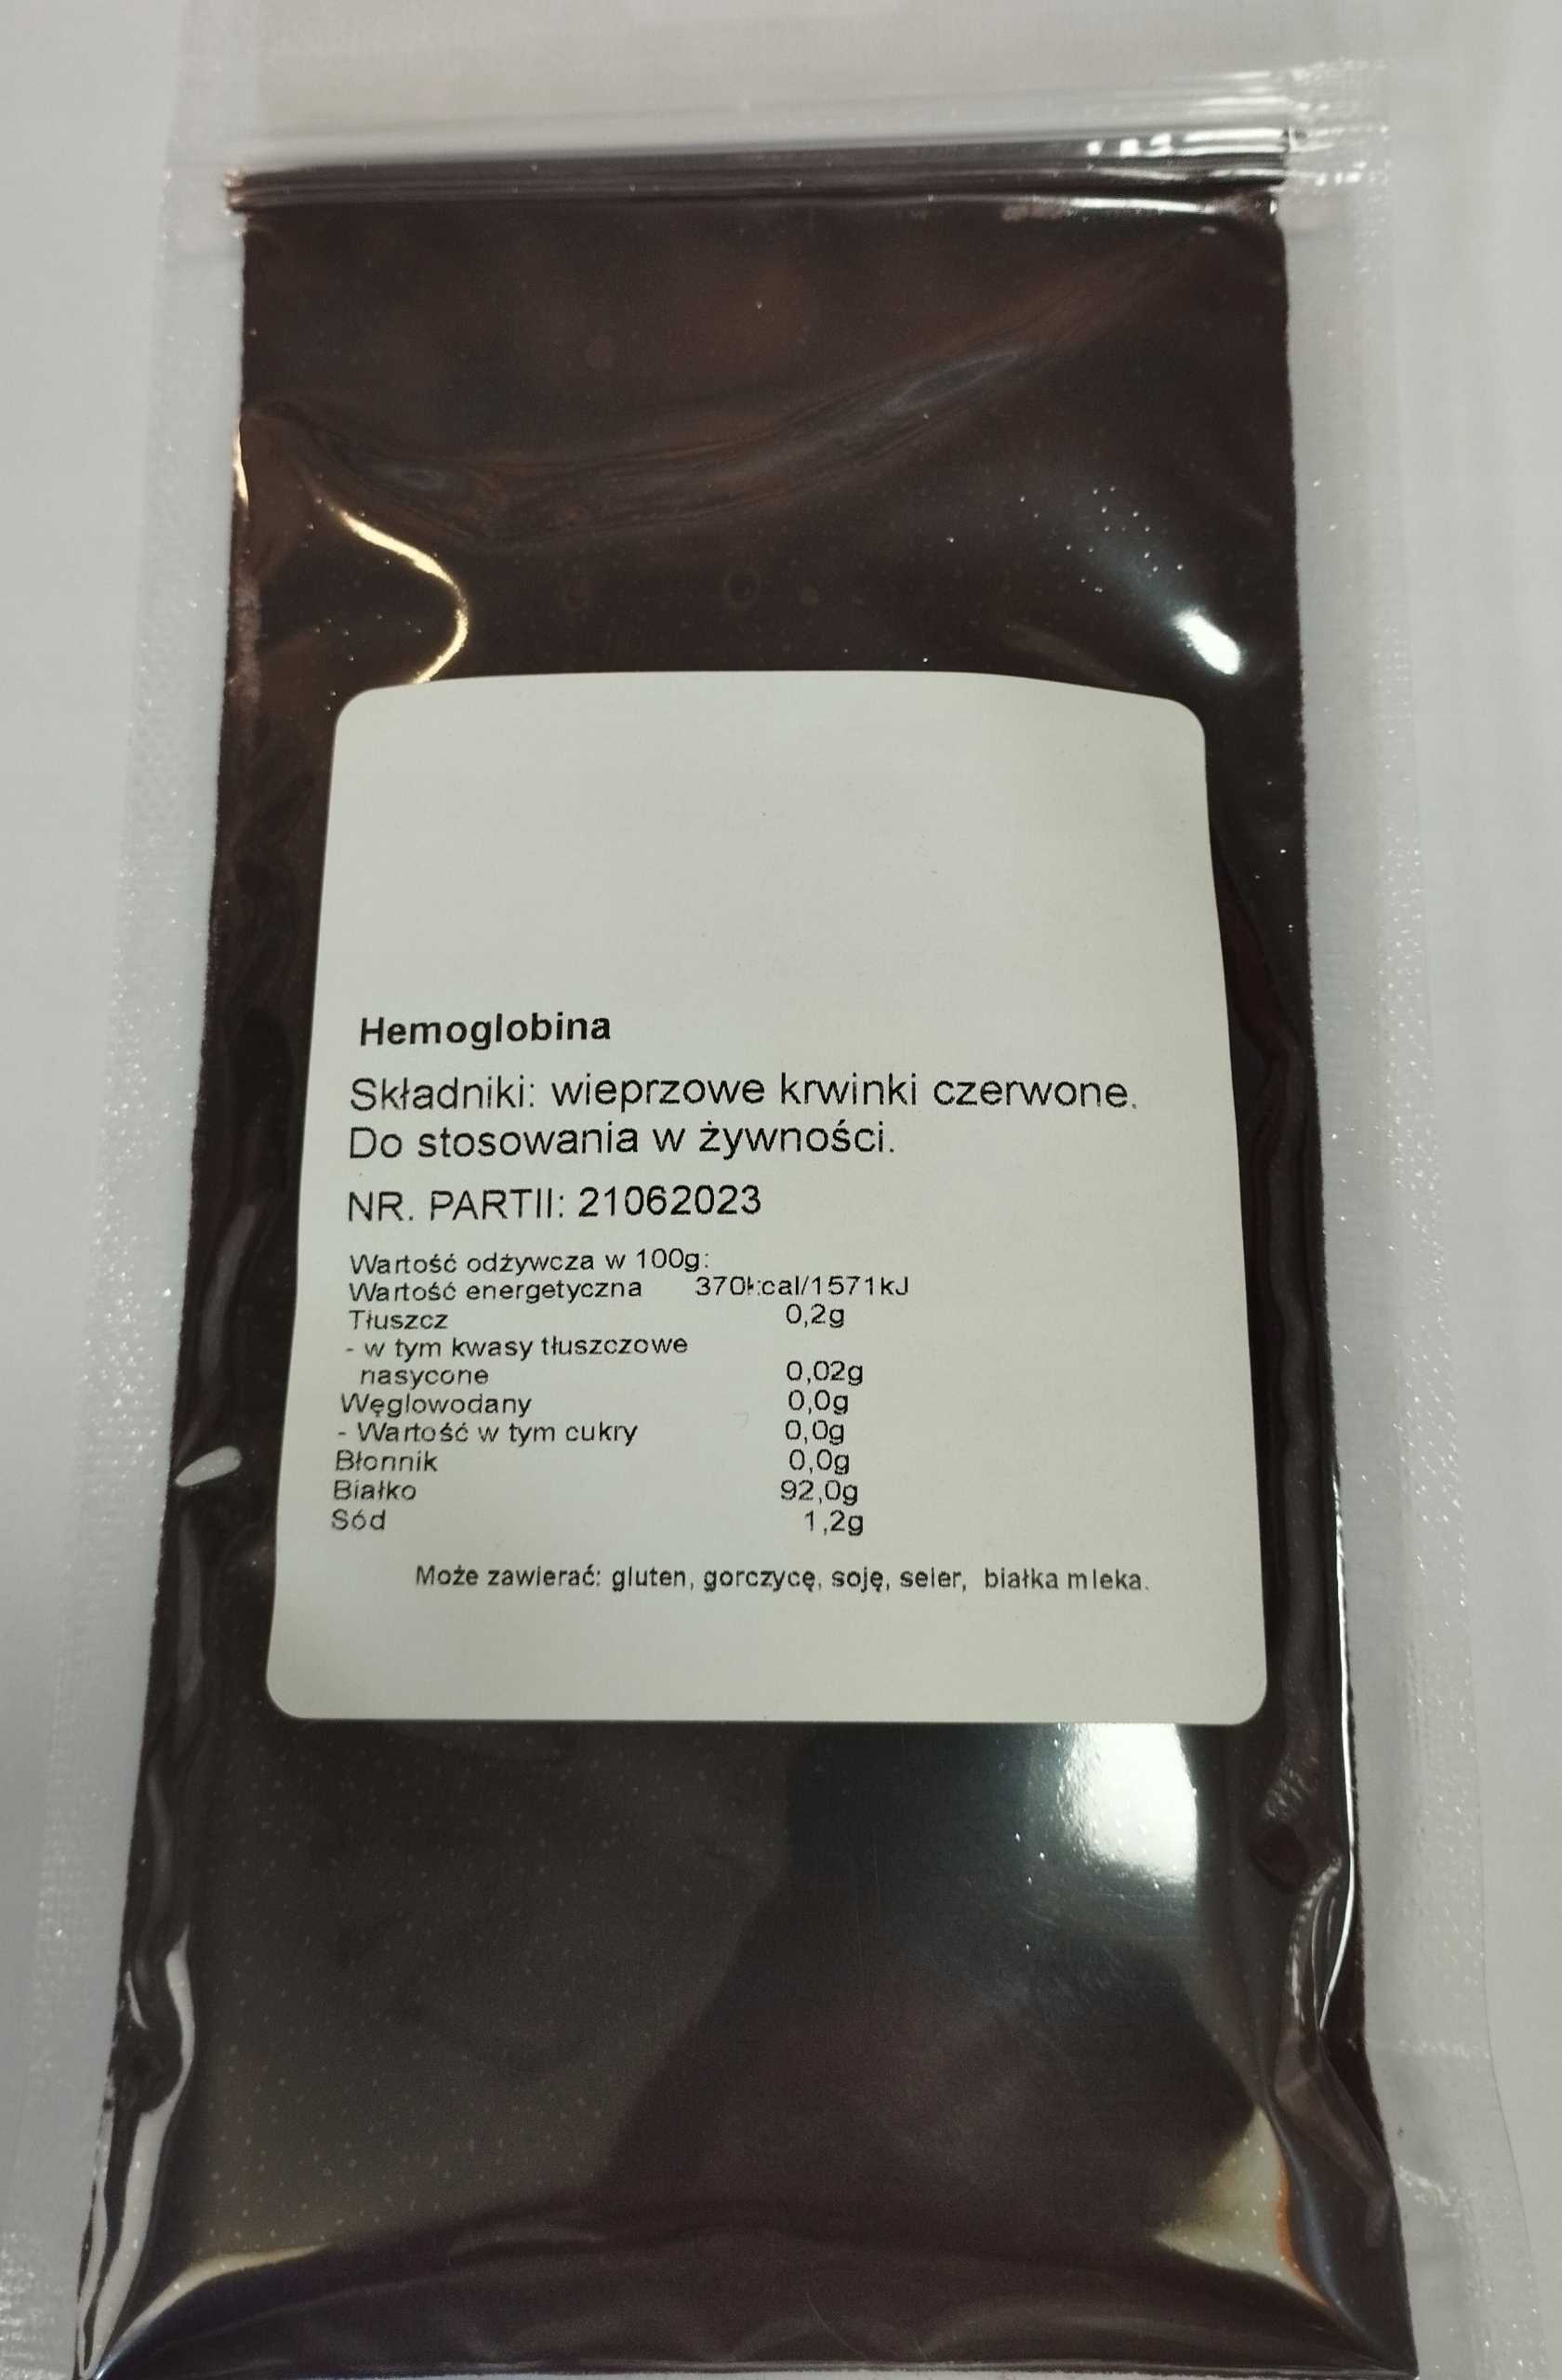 Hemoglobina
Składniki: wieprzowe krwinki czerwone.
Do stosowania w żywności.
NR. PARTII: 21062023
Wartość odżywcza w 100g:
Wartość energetyczna 370kcal/1571kJ
Tłuszcz 0,2g
- w tym kwasy tłuszczowe
nasycone 0,02g
Węglowodany 0,0g
- Wartość w tym cukry 0,0g
Błonnik 0,0g
Białko 92,0g
Sód 1,2g
Może zawierać: gluten, gorczycę, soję, seler, białka mleka.